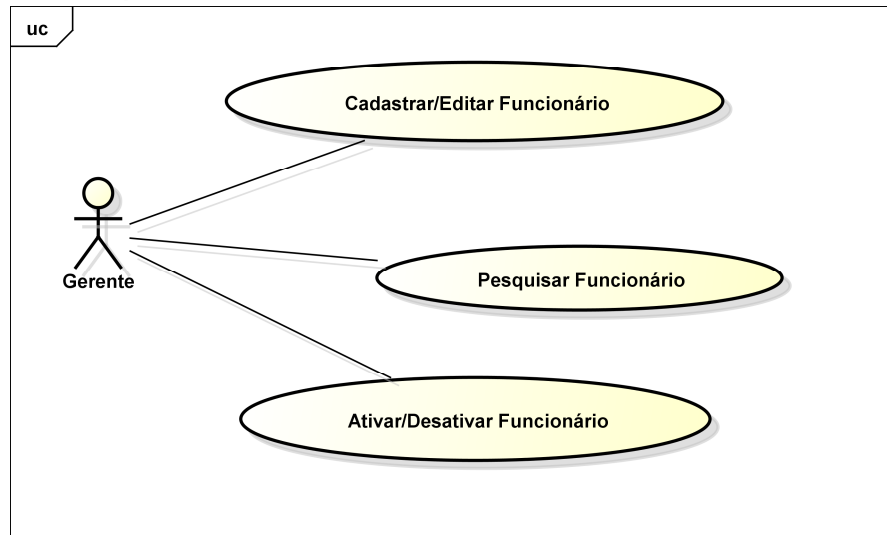 uc
Cadastrar/Editar Funcionário
Gerente
Pesquisar Funcionário
Ativar/Desativar Funcionário